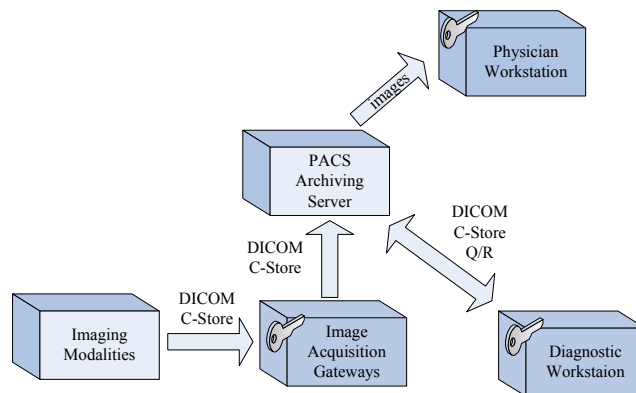 Physician
Workstation
images
PACS
Archiving
Server
DICOM
C-Store
Q/R
DICOM
C-Store
DICOM
C-Store
Imaging
Modalities
Image
Acquisition
Gateways
Diagnostic
Workstaion